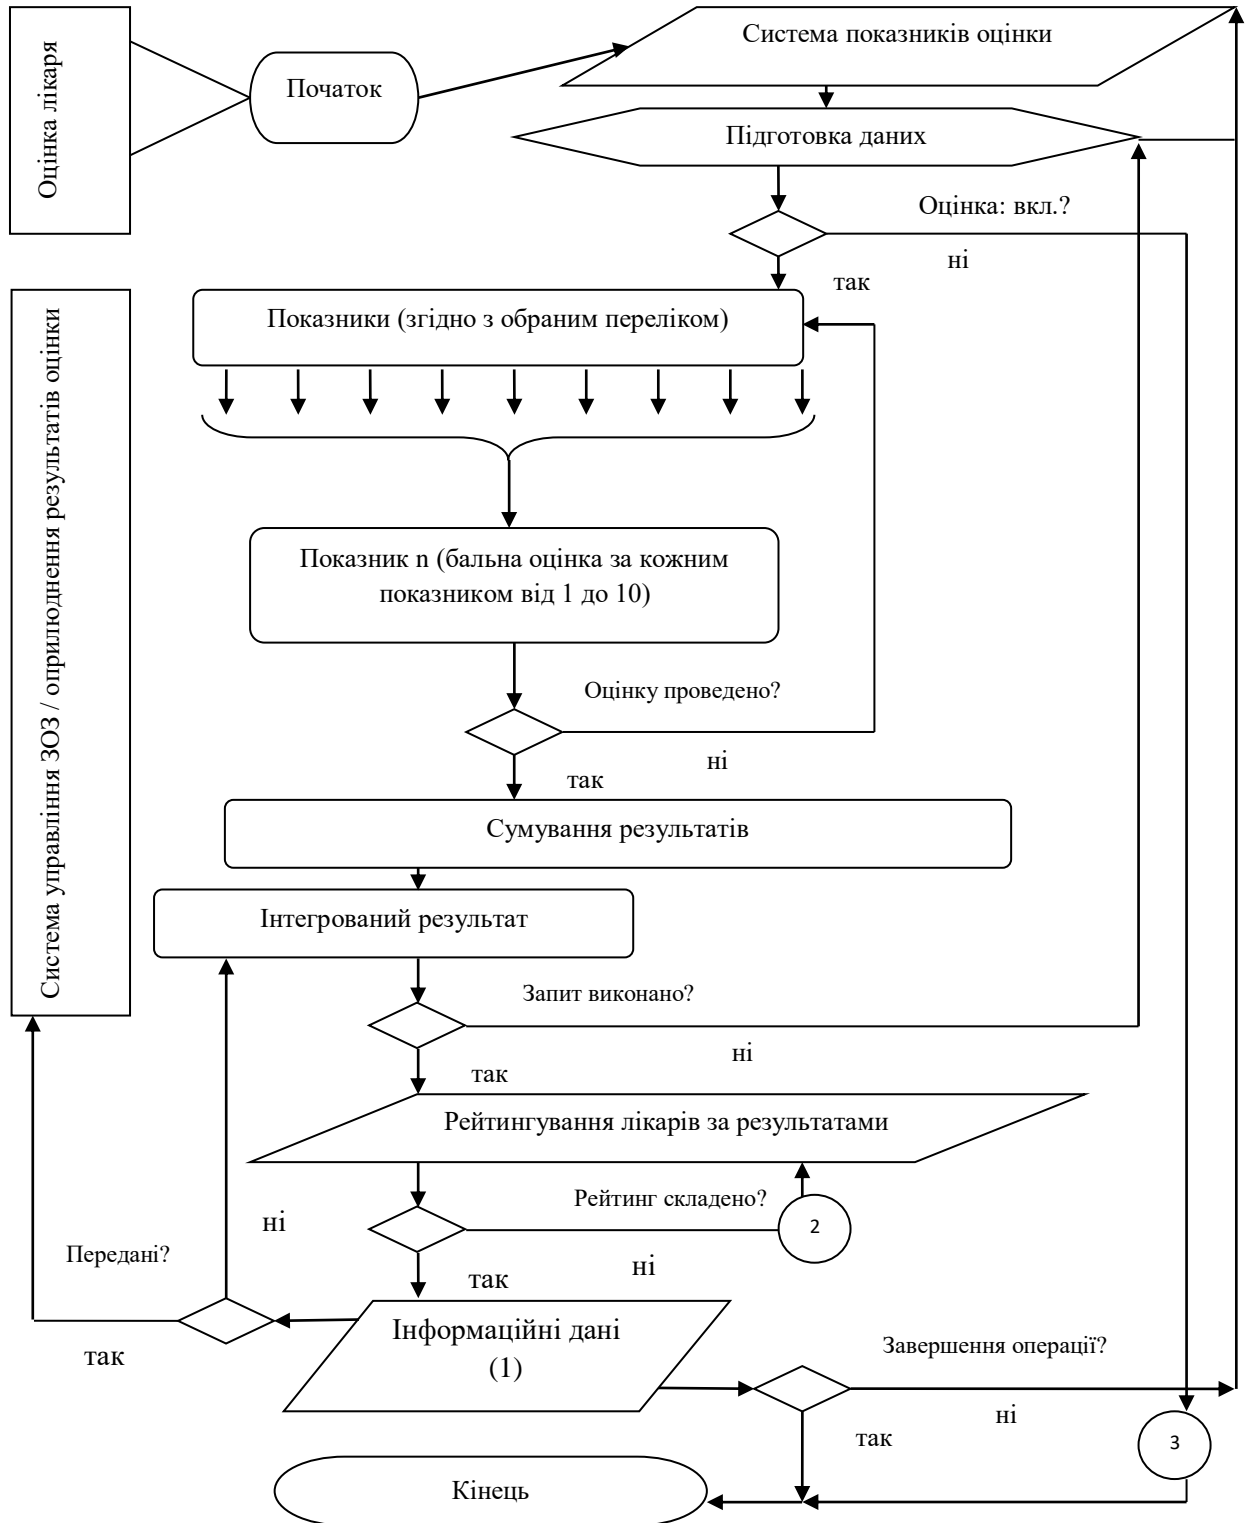 Оцінка лікаря
Початок
Система показників оцінки
Підготовка даних
Оцінка: вкл.?
ні
так
Система управління ЗОЗ / оприлюднення результатів оцінки
Показники (згідно з обраним переліком)
Показник n (бальна оцінка за кожним
показником від 1 до 10)
Оцінку проведено?
ні
так
Сумування результатів
Інтегрований результат
Запит виконано?
ні
так
Рейтингування лікарів за результатами
Рейтинг складено?
2
ні
ні
так
Передані?
так
Інформаційні дані
(1)
Завершення операції?
ні
так
3
Кінець